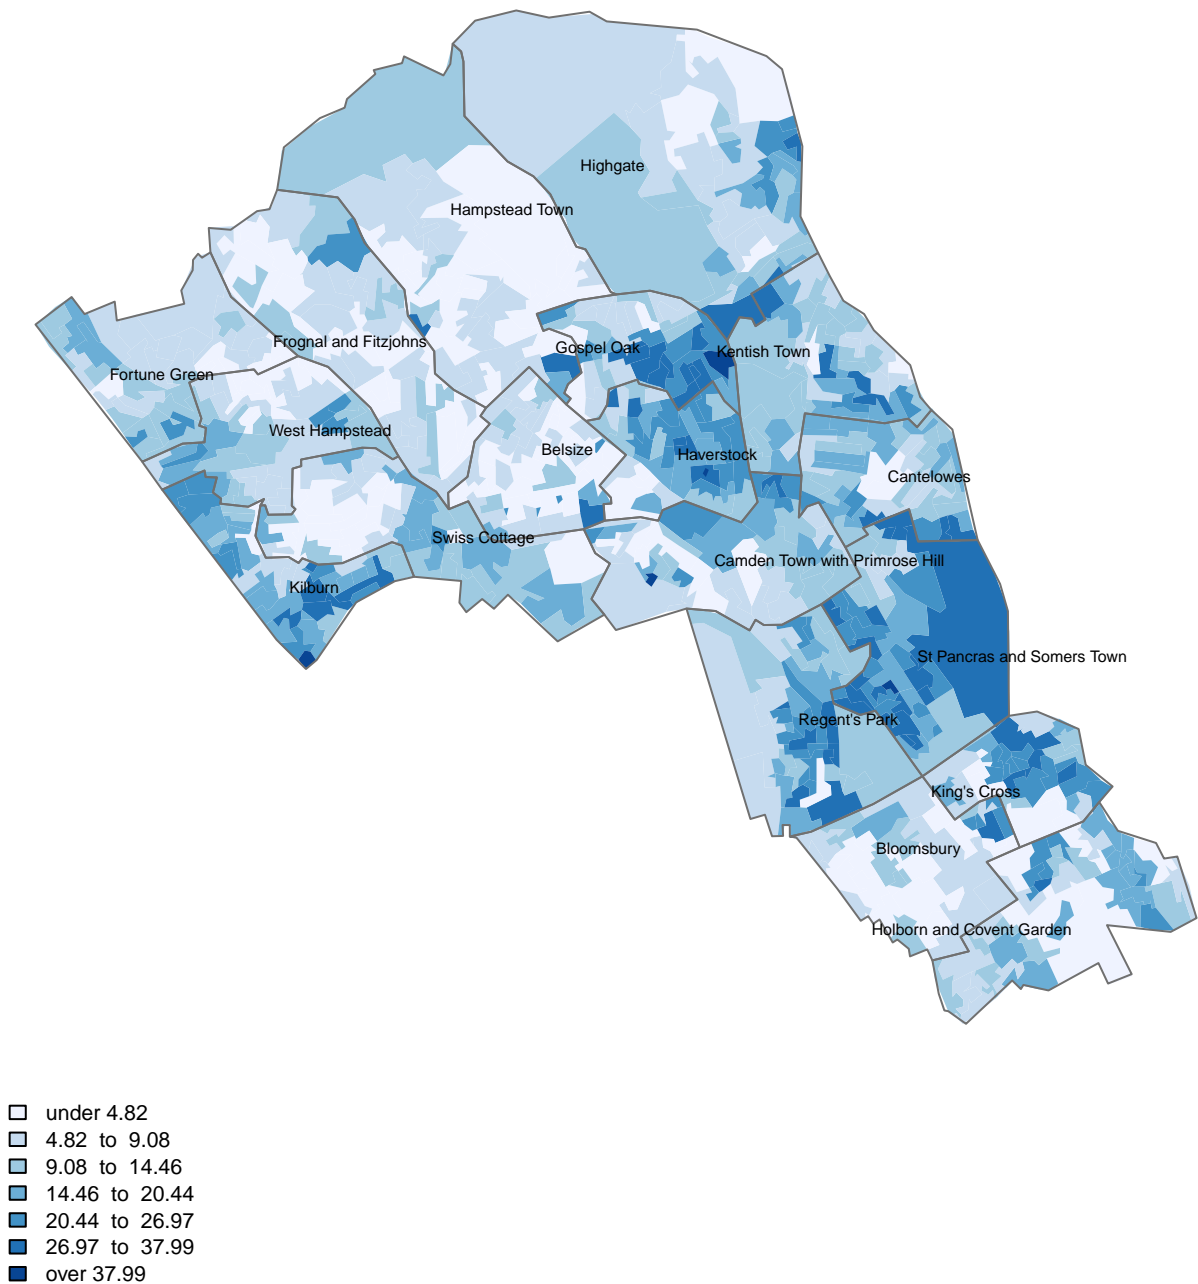 Highgate
Hampstead Town
Frognal and Fitzjohns
Gospel Oak
Kentish Town
Fortune Green
West Hampstead
Belsize
Haverstock
Cantelowes
Swiss Cottage
Camden Town with Primrose Hill
Kilburn
St Pancras and Somers Town
Regent's Park
King's Cross
Bloomsbury
Holborn and Covent Garden
under 4.82
4.82 to 9.08
9.08 to 14.46
14.46 to 20.44
20.44 to 26.97
26.97 to 37.99
over 37.99